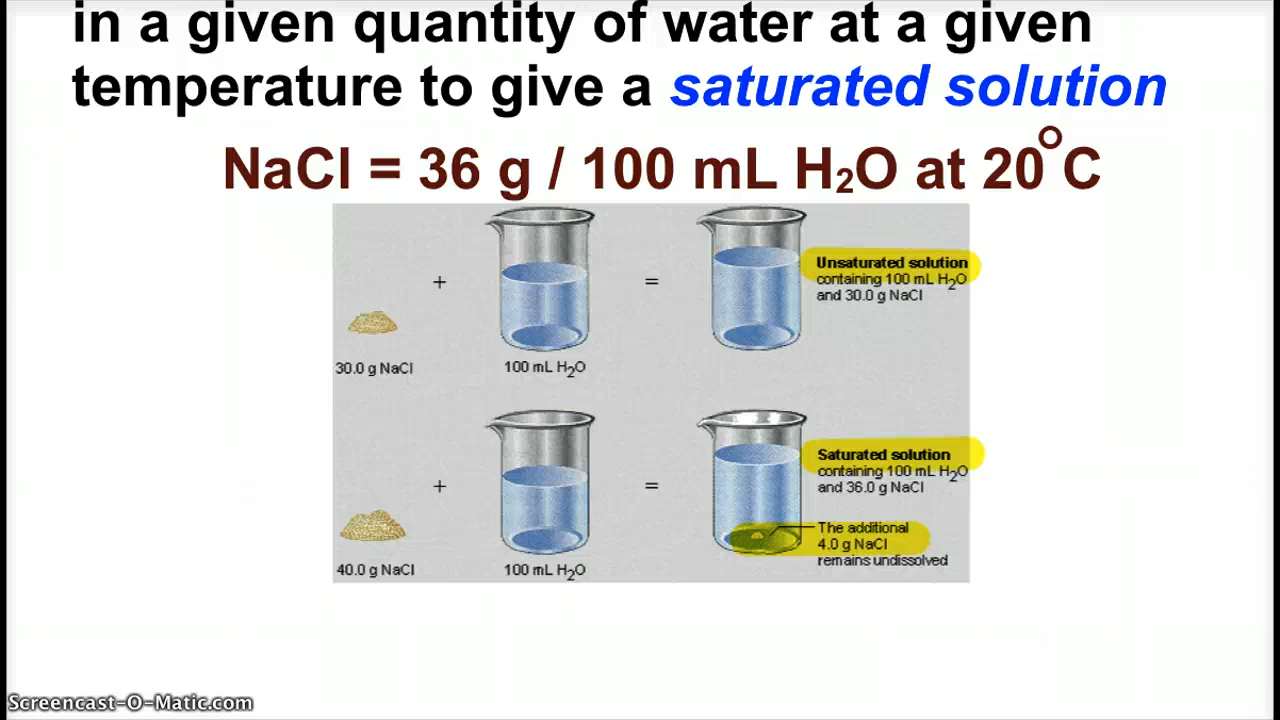 in a given quantity of water at a given
temperature to give a saturated solution
NaCl = 36 g / 100 mL H₂O at 20°C
+
=
Unsaturated solution
containing 100 mL H₂O
and 30.0 g NaCl
30.0 g NaCl
100 mL H₂O
+
=
Saturated solution
containing 100 mL H₂O
and 36.0 g NaCl
The additional
4.0 g NaCl
remains undissolved
40.0 g NaCl
100 mL H₂O
Screencast-O-Matic.com